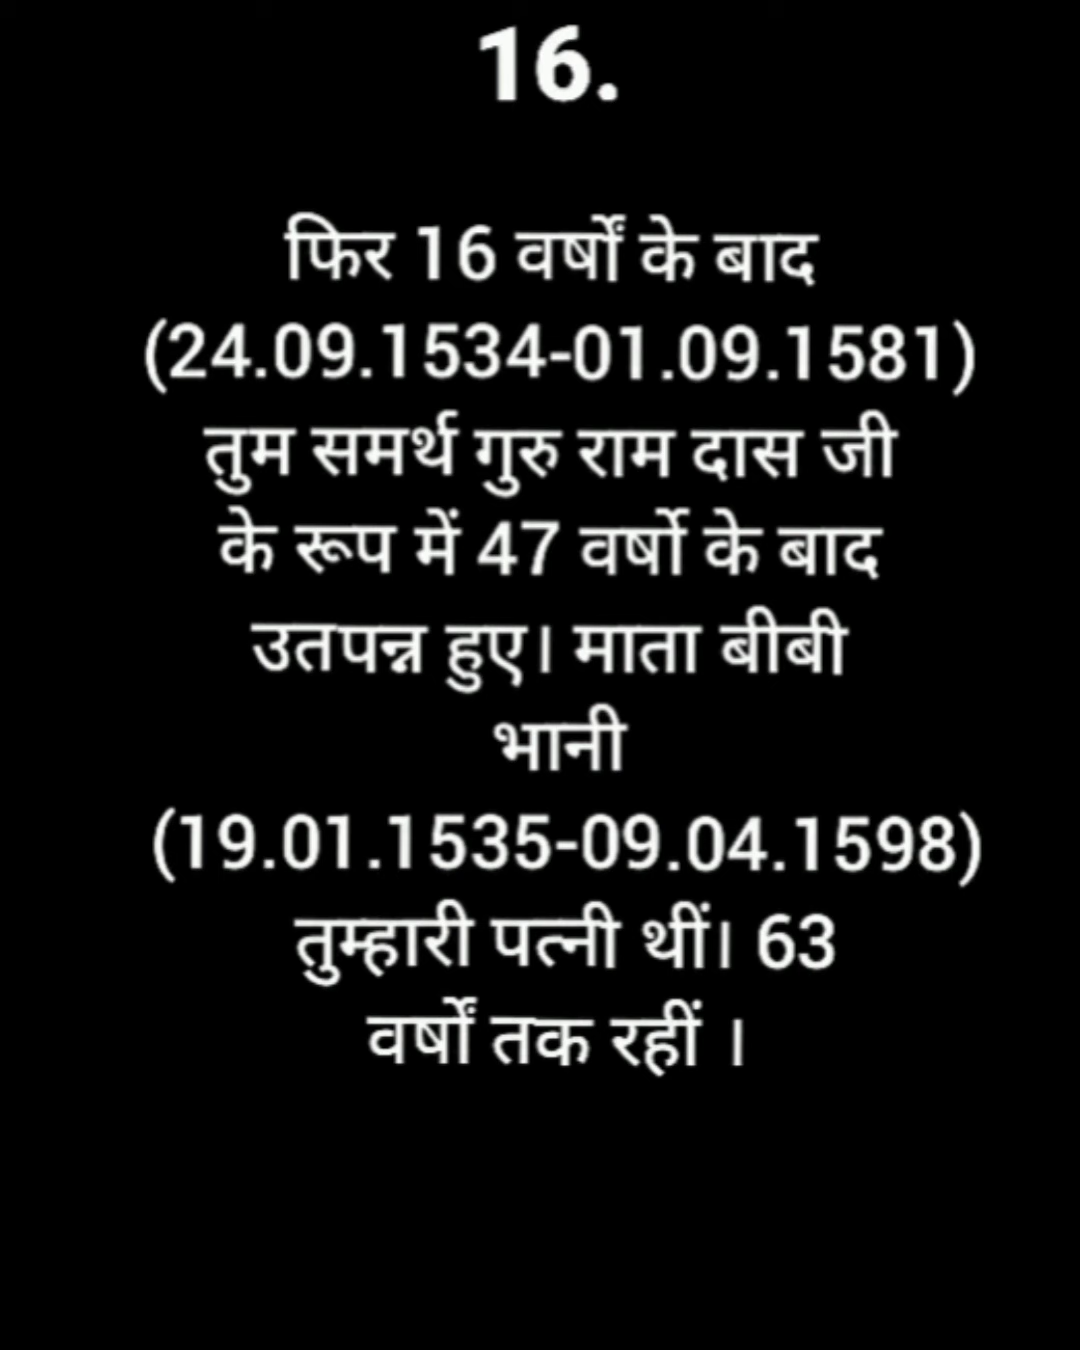 16.
फिर 16 वर्षों के बाद
(24.09.1534-01.09.1581)
तुम समर्थ गुरु राम दास जी
के रूप में 47 वर्षो के बाद
उतपन्न हुए। माता बीबी
भानी
(19.01.1535-09.04.1598)
तुम्हारी पत्नी थीं। 63
वर्षों तक रहीं ।